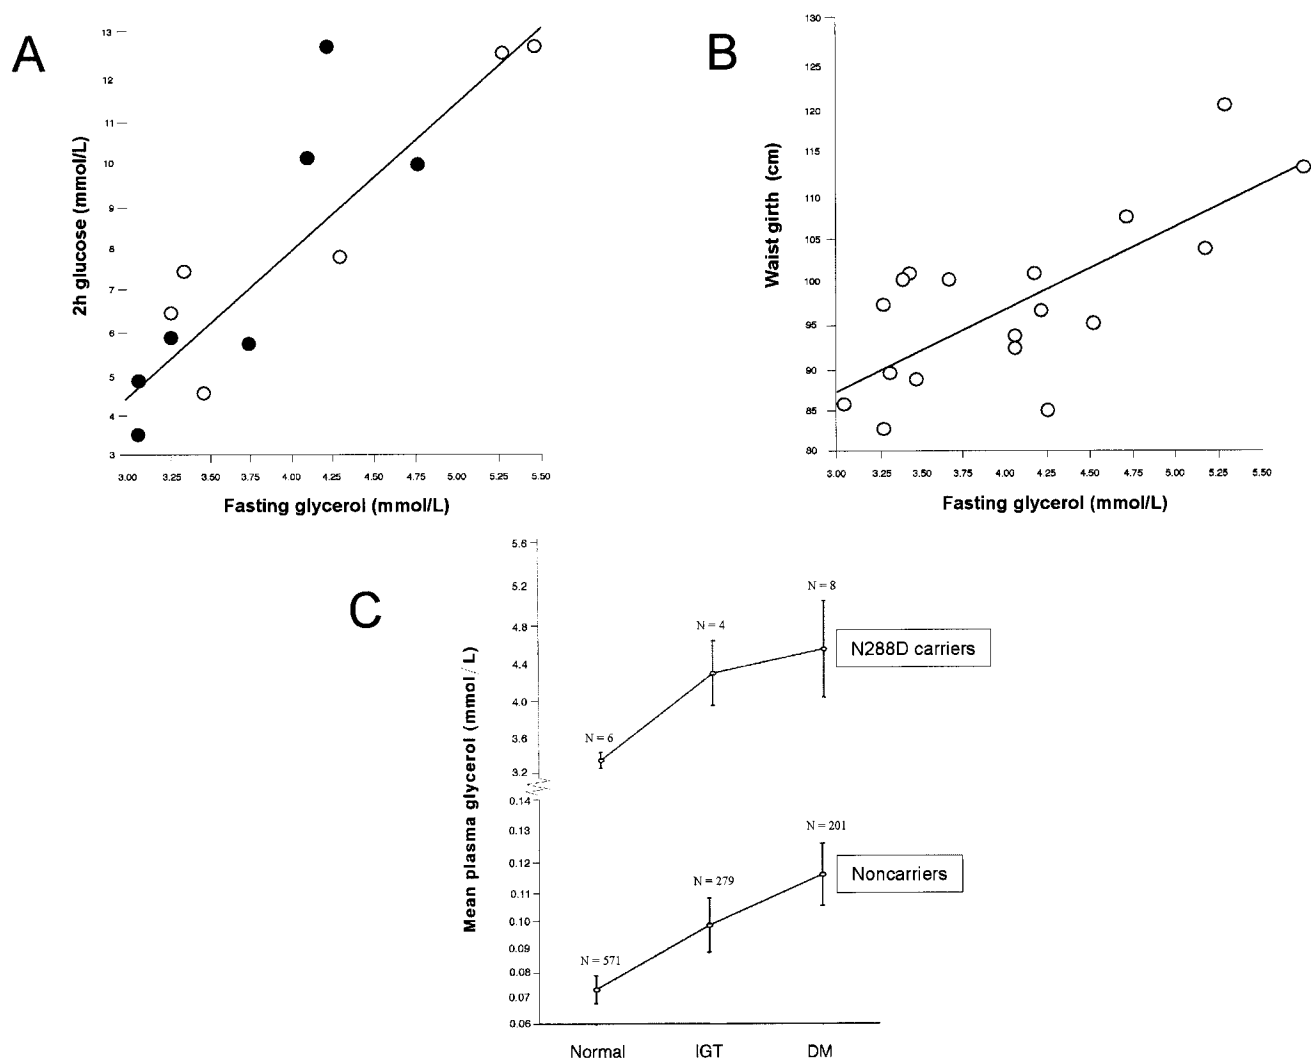 A
13
12
11
10
9
8
7
6
5
4
3
2h glucose (mmol/L)
3.00 3.25 3.50 3.75 4.00 4.25 4.50 4.75 5.00 5.25 5.50
Fasting glycerol (mmol/L)
B
130
125
120
115
110
105
100
95
90
85
80
Waist girth (cm)
3.00 3.25 3.50 3.75 4.00 4.25 4.50 4.75 5.00 5.25 5.50
Fasting glycerol (mmol/L)
C
5.6
5.2
4.8
4.4
4.0
3.6
3.2
0.14
0.13
0.12
0.11
0.10
0.09
0.08
0.07
0.06
Mean plasma glycerol (mmol / L)
N = 6
N = 4
N = 8
N288D carriers
N = 571
N = 279
N = 201
Noncarriers
Normal IGT DM